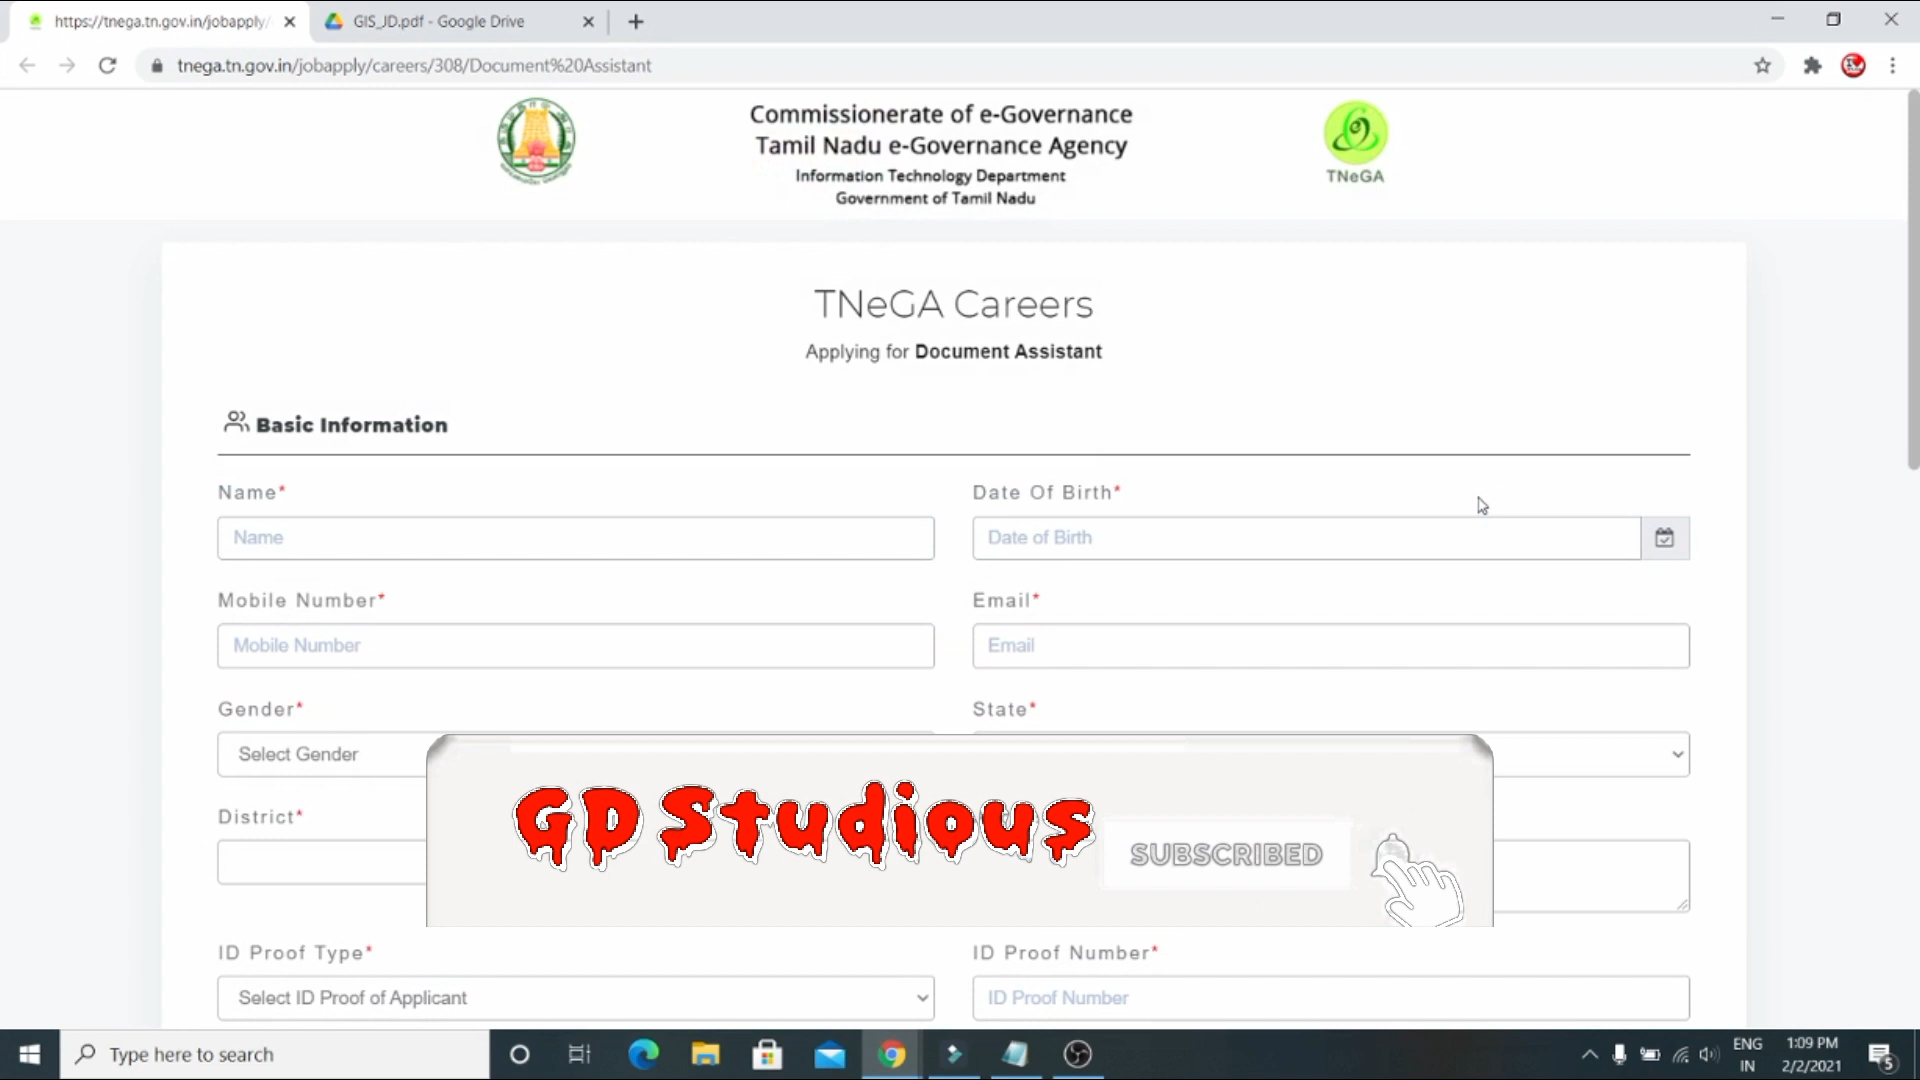 https://tnega.tn.gov.in/jobapply/
GIS_JD.pdf - Google Drive
tnega.tn.gov.in/jobapply/careers/308/Document%20Assistant
Commissionerate of e-Governance
Tamil Nadu e-Governance Agency
Information Technology Department
Government of Tamil Nadu
TNeGA
TNeGA Careers
Applying for Document Assistant
Basic Information
Name*
Date Of Birth*
Name
Date of Birth
Mobile Number*
Email*
Mobile Number
Email
Gender*
State*
Select Gender
District*
GD Studious
SUBSCRIBED
ID Proof Type*
ID Proof Number*
Select ID Proof of Applicant
ID Proof Number
Type here to search
ENG
IN
1:09 PM
2/2/2021
5